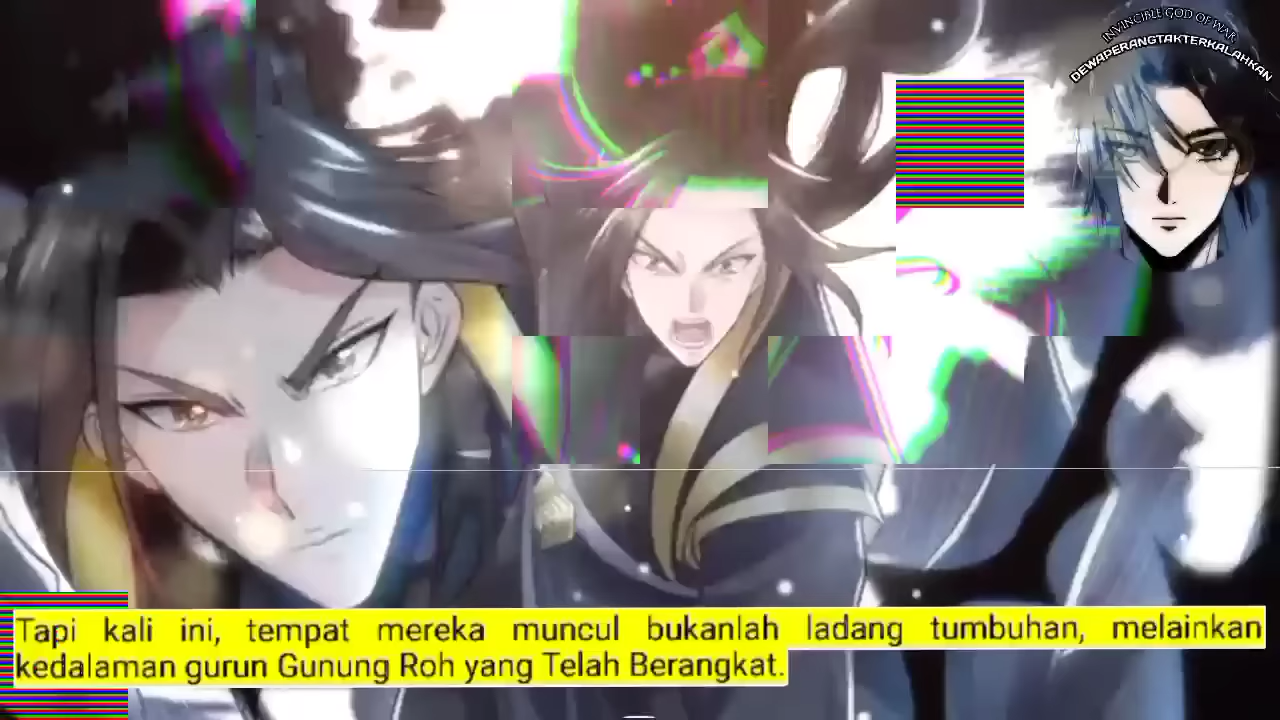 INVINCIBLE GOD OF WAR
DEWAPERANGTAKTERKALAHKAN
Tapi kali ini, tempat mereka muncul bukanlah ladang tumbuhan, melainkan
kedalaman gurun Gunung Roh yang Telah Berangkat.